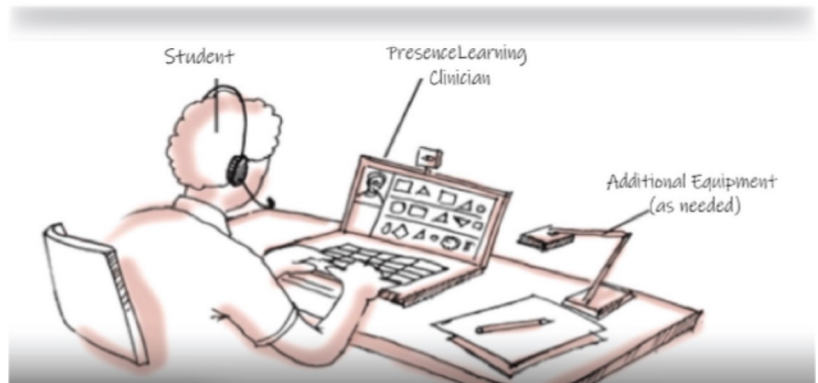 Student
PresenceLearning
Clinician
Additional Equipment
(as needed)